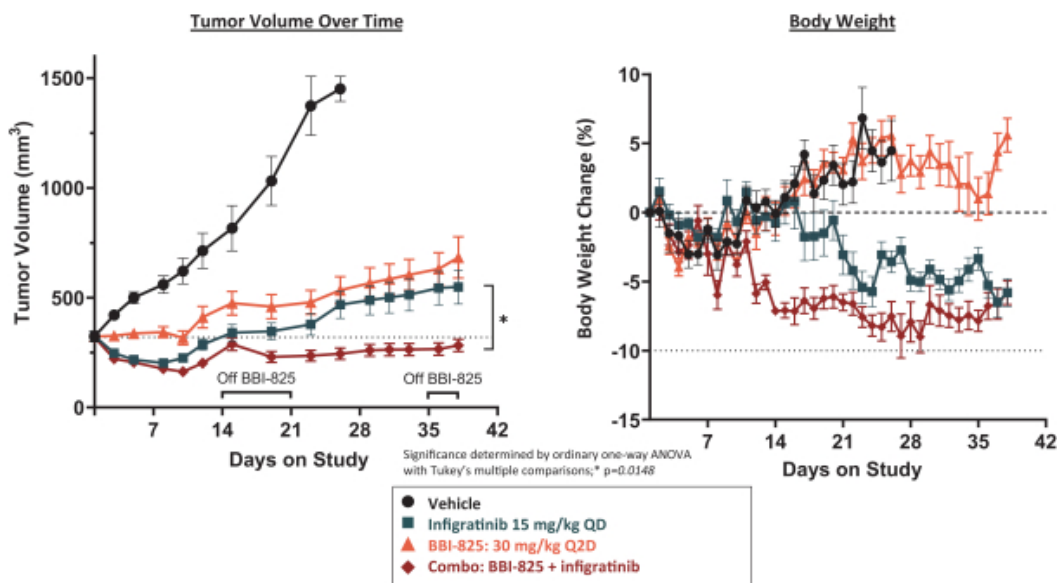 Tumor Volume Over Time
Tumor Volume (mm³)
1500
1000
500
0
*
Off BBI-825
Off BBI-825
7
14
21
28
35
42
Days on Study
Significance determined by ordinary one-way ANOVA
with Tukey's multiple comparisons;* p=0.0148
Body Weight
Body Weight Change (%)
10
5
0
-5
-10
-15
7
14
21
28
35
42
Days on Study
Vehicle
Infigratinib 15 mg/kg QD
BBI-825: 30 mg/kg Q2D
Combo: BBI-825 + infigratinib